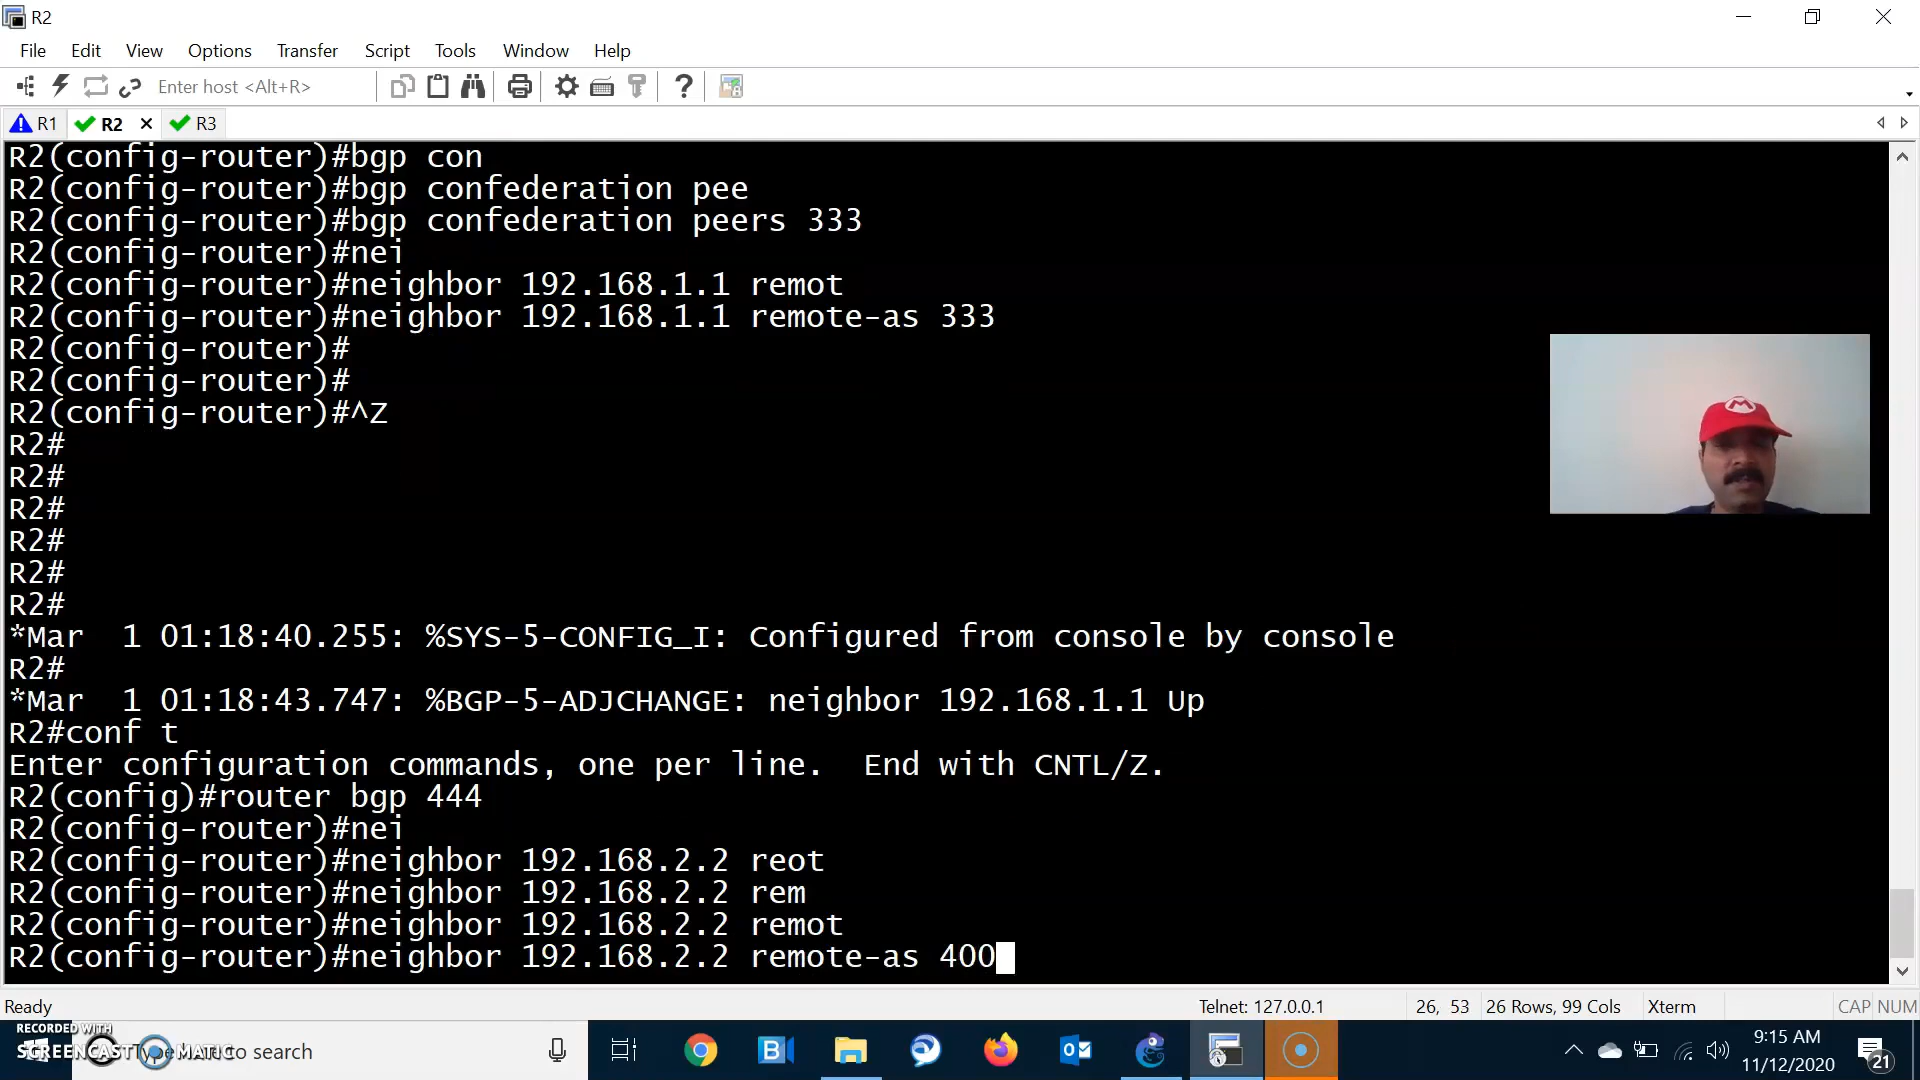 R2
File Edit View Options Transfer Script Tools Window Help
Enter host <Alt+R>
R1 R2 R3
R2(config-router)#bgp con
R2(config-router)#bgp confederation pee
R2(config-router)#bgp confederation peers 333
R2(config-router)#nei
R2(config-router)#neighbor 192.168.1.1 remot
R2(config-router)#neighbor 192.168.1.1 remote-as 333
R2(config-router)#
R2(config-router)#
R2(config-router)#^Z
R2#
R2#
R2#
R2#
R2#
R2#
*Mar  1 01:18:40.255: %SYS-5-CONFIG_I: Configured from console by console
R2#
*Mar  1 01:18:43.747: %BGP-5-ADJCHANGE: neighbor 192.168.1.1 Up
R2#conf t
Enter configuration commands, one per line.  End with CNTL/Z.
R2(config)#router bgp 444
R2(config-router)#nei
R2(config-router)#neighbor 192.168.2.2 reot
R2(config-router)#neighbor 192.168.2.2 rem
R2(config-router)#neighbor 192.168.2.2 remot
R2(config-router)#neighbor 192.168.2.2 remote-as 400
Ready Telnet: 127.0.0.1 26, 53 26 Rows, 99 Cols Xterm CAP NUM
RECORDED WITH
SCREENCAST MATIC
Type here to search
9:15 AM
11/12/2020
21